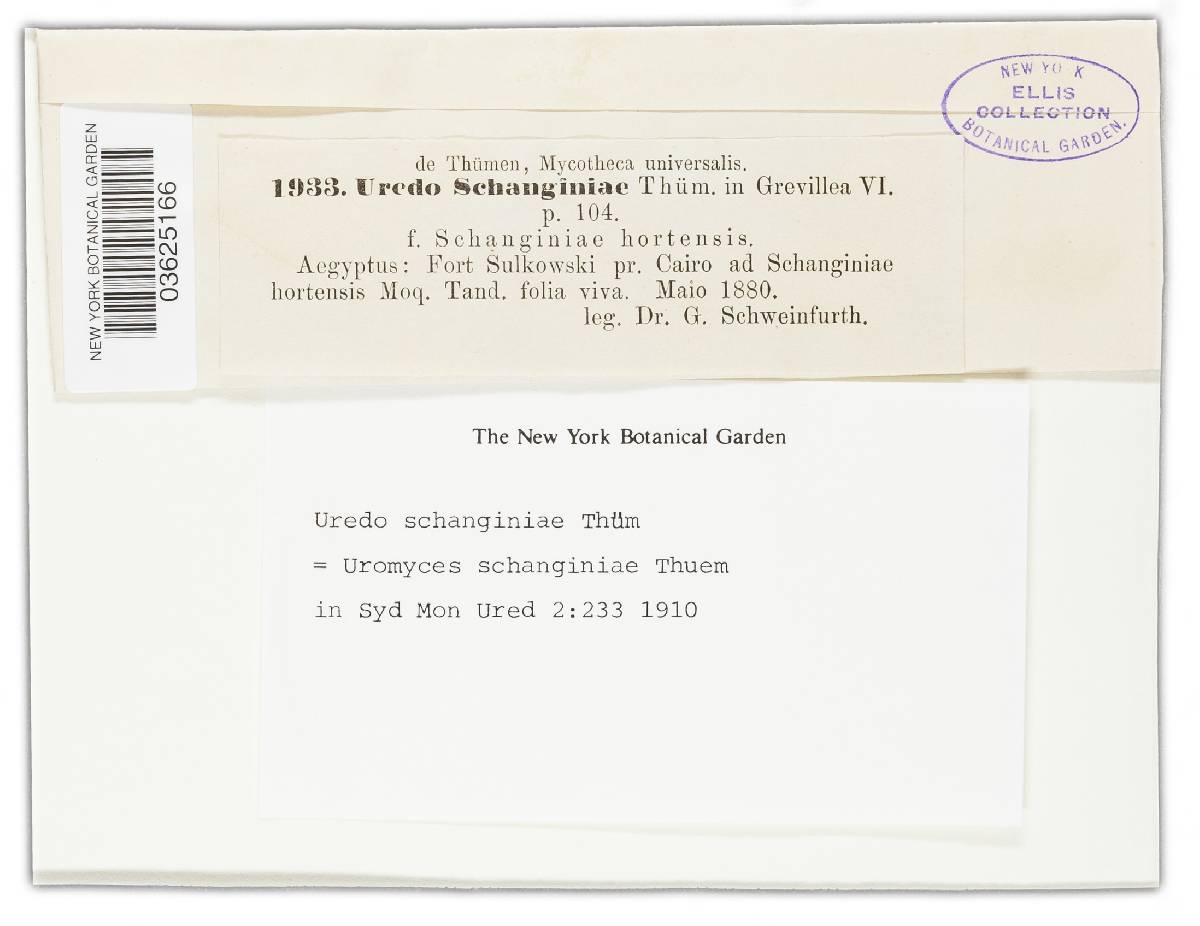 NEW YORK
ELLIS
COLLECTION
BOTANICAL GARDEN.
NEW YORK BOTANICAL GARDEN
03625166
de Thümen, Mycotheca universalis.
1933. Uredo Schanginiae Thüm. in Grevillea VI.
p. 104.
f. Schanginiae hortensis.
Aegyptus: Fort Sulkowski pr. Cairo ad Schanginiae
hortensis Moq. Tand. folia viva. Maio 1880.
leg. Dr. G. Schweinfurth.
The New York Botanical Garden
Uredo schanginiae Thüm
= Uromyces schanginiae Thuem
in Syd Mon Ured 2:233 1910